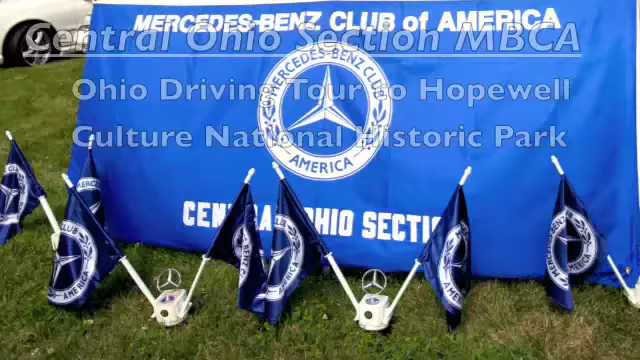 MERCEDES-BENZ CLUB of AMERICA
Central Ohio Section MBCA
Ohio Driving Tour to Hopewell
Culture National Historic Park
MERCEDES-BENZ CLUB
AMERICA
CENTRAL OHIO SECTION